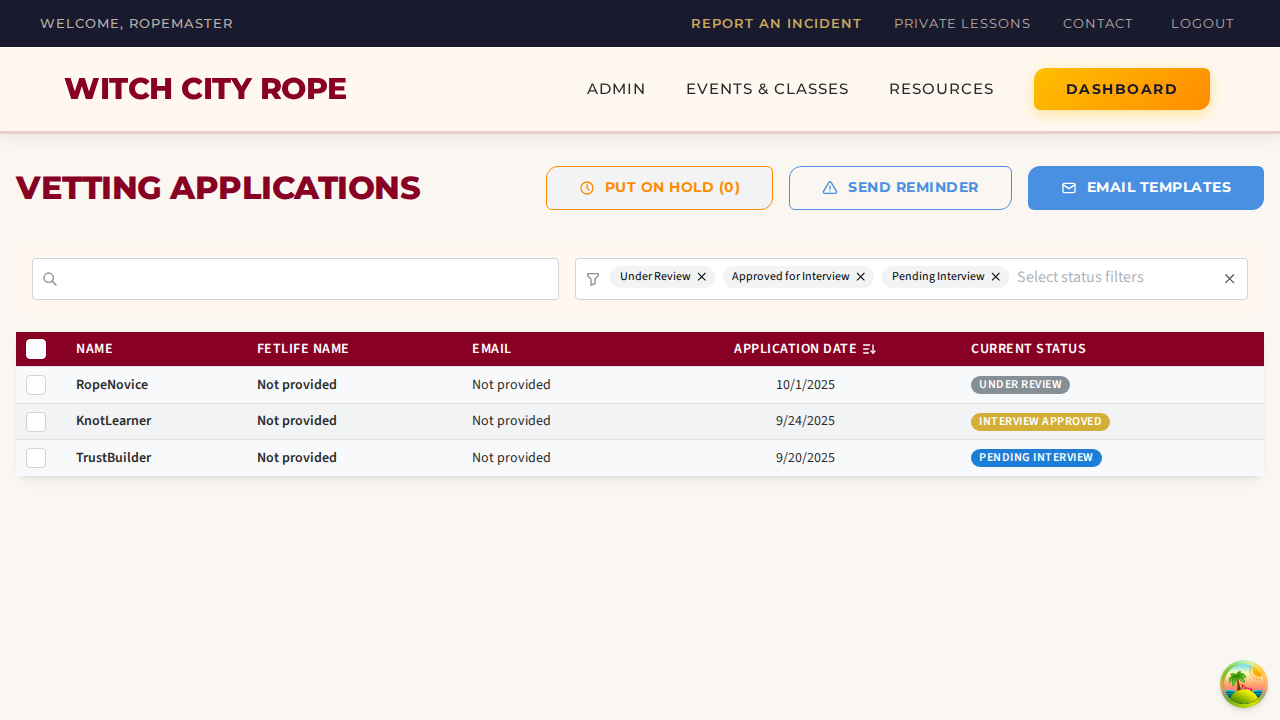 WELCOME, ROPEMASTER
REPORT AN INCIDENT PRIVATE LESSONS CONTACT LOGOUT
WITCH CITY ROPE
ADMIN EVENTS & CLASSES RESOURCES DASHBOARD
VETTING APPLICATIONS
PUT ON HOLD (0) SEND REMINDER EMAIL TEMPLATES
Under Review Approved for Interview Pending Interview Select status filters
NAME FETLIFE NAME EMAIL APPLICATION DATE CURRENT STATUS
RopeNovice Not provided Not provided 10/1/2025 UNDER REVIEW
KnotLearner Not provided Not provided 9/24/2025 INTERVIEW APPROVED
TrustBuilder Not provided Not provided 9/20/2025 PENDING INTERVIEW